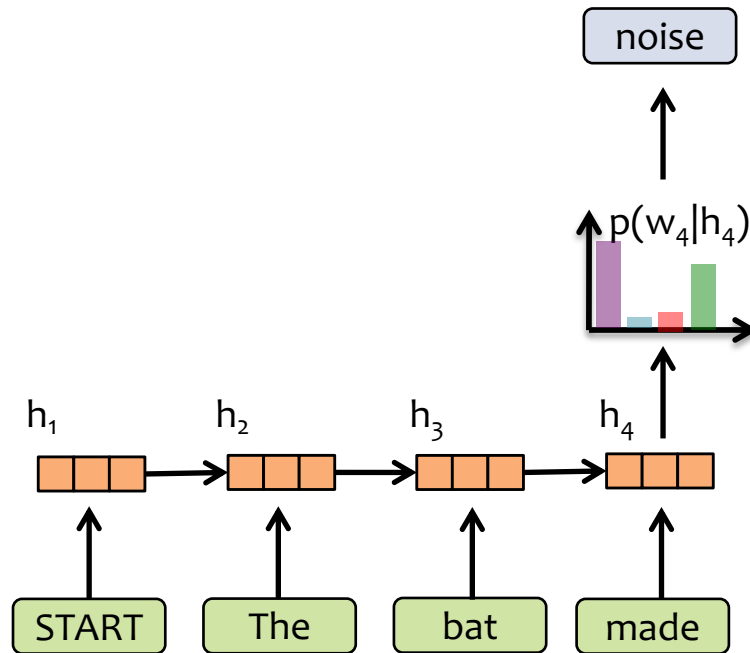 noise
p(w₄|h₄)
h₁ h₂ h₃ h₄
START The bat made